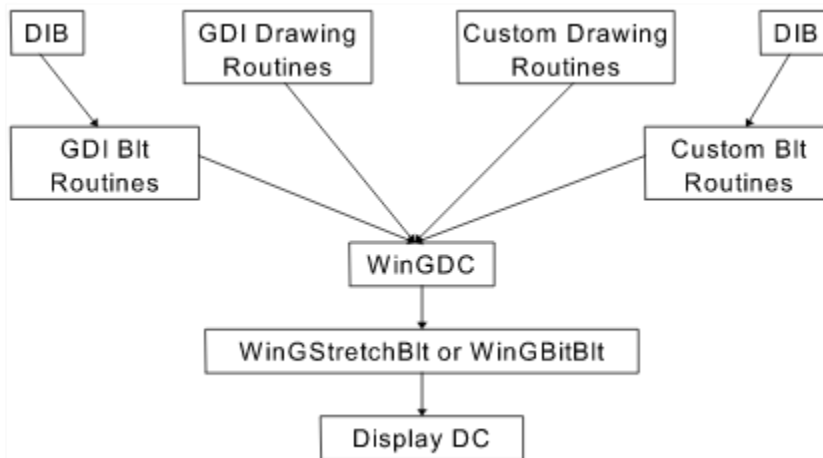 DIB
GDI Drawing
Routines
Custom Drawing
Routines
DIB
GDI Blt
Routines
Custom Blt
Routines
WinGDC
WinGStretchBlt or WinGBitBlt
Display DC